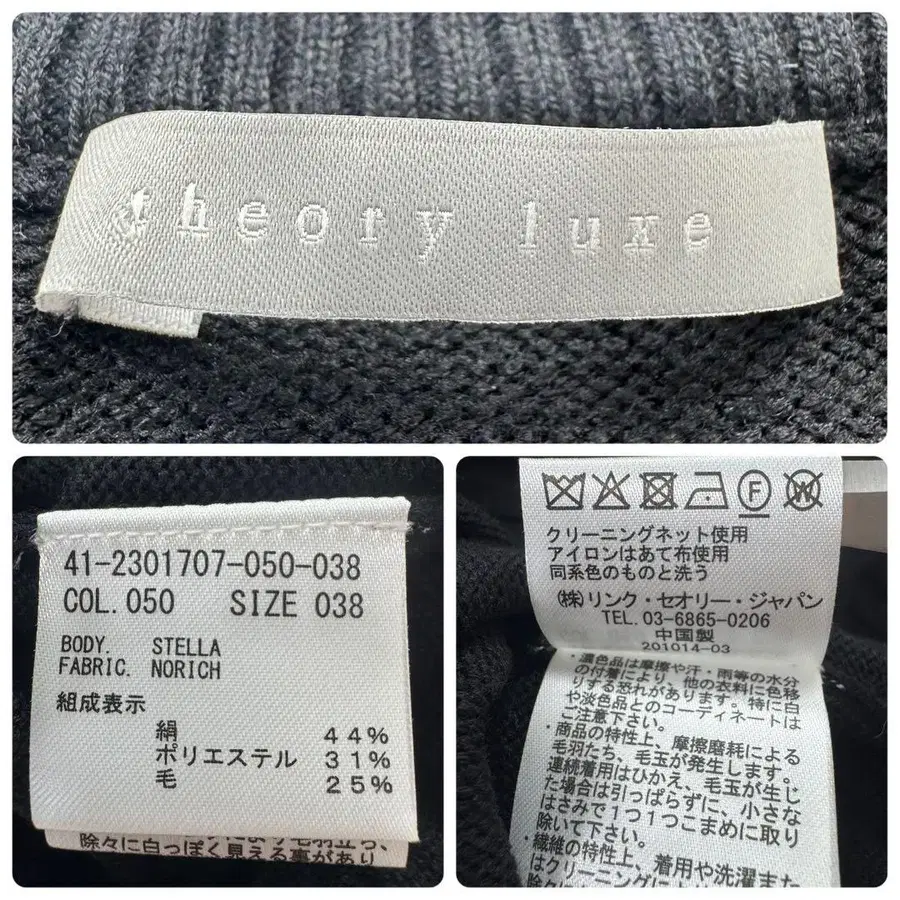 theory luxe
41-2301707-050-038
COL.050 SIZE 038
BODY. STELLA
FABRIC. NORICH
組成表示
絹 44%
ポリエステル 31%
毛 25%
除々に白っぽく見える事があり
F
W
クリーニングネット使用
アイロンはあて布使用
同系色のものと洗う
㈱リンク・セオリー・ジャパン
TEL.03-6865-0206
中国製
201014-03
・濃色品は摩擦や汗・雨等の水分
の付着により、他の衣料に色移
りする恐れがあります。特に白
や淡色品とのコーディネートは
ご注意下さい。
・商品の特性上、摩擦磨耗による
毛羽たち、毛玉が発生します。
連続着用はひかえ、毛玉が生じ
た場合は引っぱらずに、小さな
はさみで1つ1つこまめに取り
除いて下さい。
・繊維の特性上、着用や洗濯また
はクリーニングにより